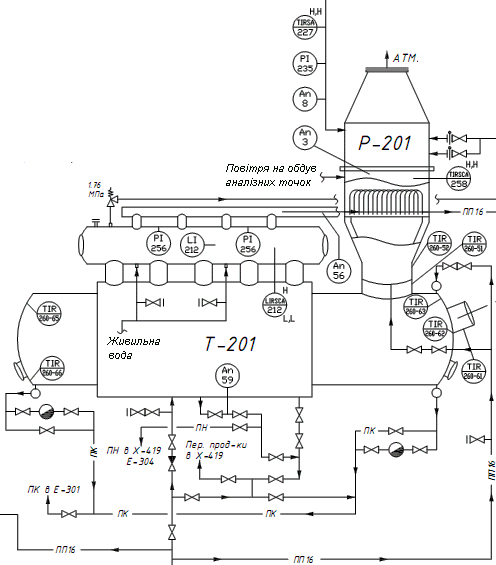 H,H
TIRSA
227
PI
235
An
8
An
3
АТМ.
Р-201
H,H
TIRSCA
258
Повітря на обдув
аналізних точок
1.76
МПа
ПП16
PI
256
LI
212
PI
256
An
56
TIR
260-52
TIR
260-51
H
LIRSCA
212
L,L
TIR
260-63
TIR
260-62
TIR
260-61
TIR
260-65
TIR
260-66
Живильна
вода
Т-201
An
59
ПН
ПН в Х-419
Е-304
Пер. прод-ки
в Х-419
ПК
ПК
ПК в Е-301
ПК
ПК
ПП16
ПП16
ПП16